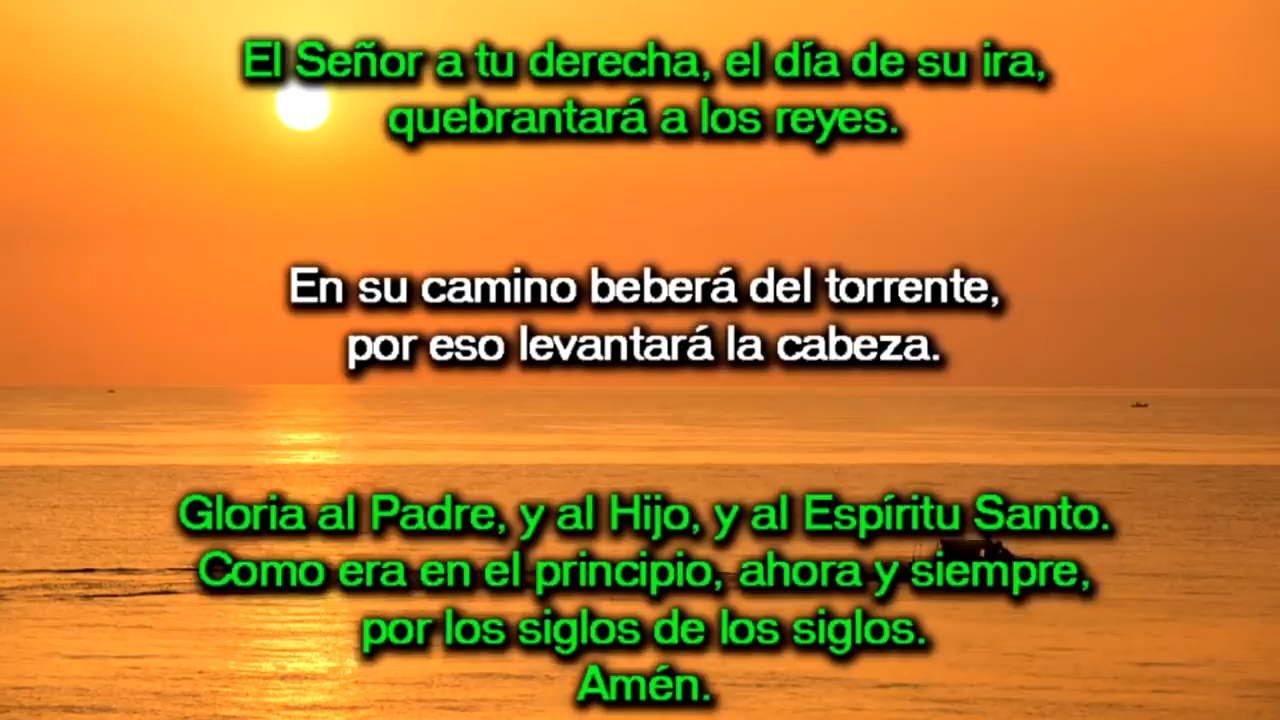 El Señor a tu derecha, el día de su ira,
quebrantará a los reyes.
En su camino beberá del torrente,
por eso levantará la cabeza.
Gloria al Padre, y al Hijo, y al Espíritu Santo.
Como era en el principio, ahora y siempre,
por los siglos de los siglos.
Amén.